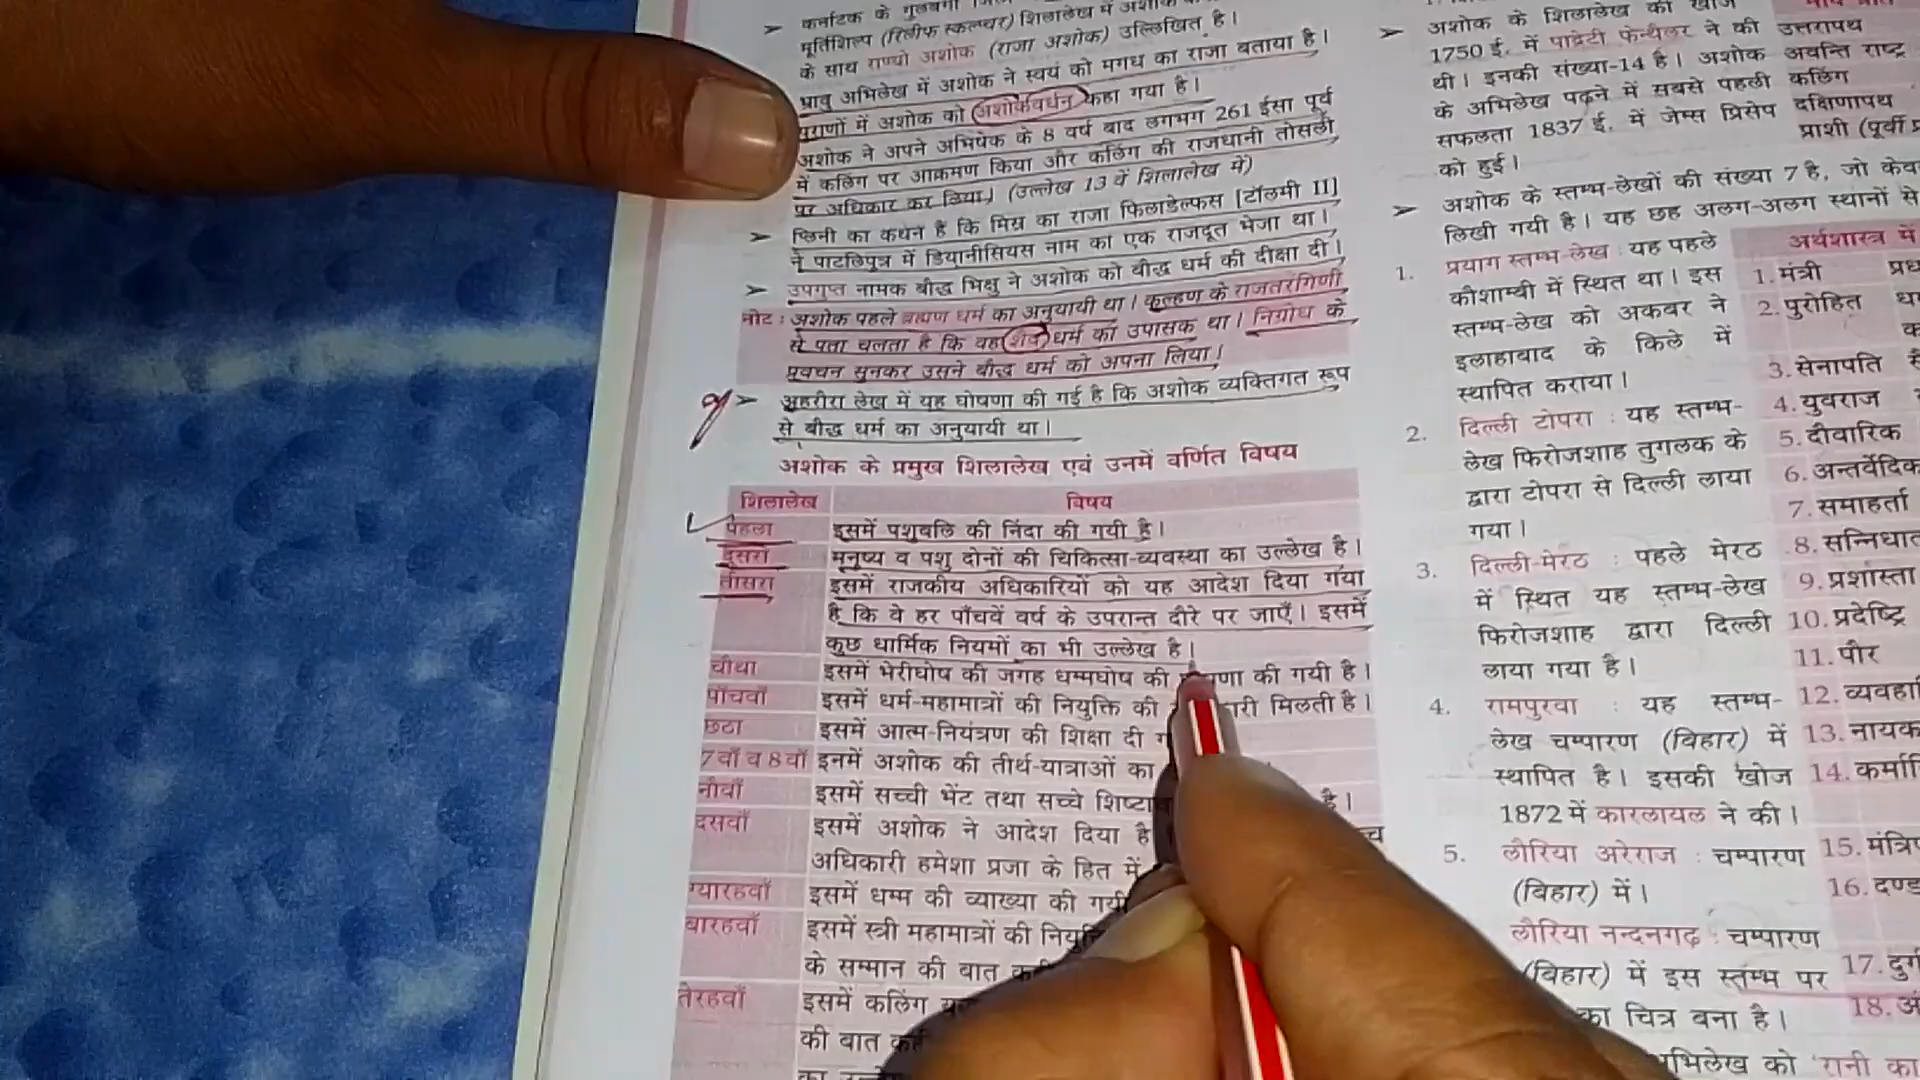 कर्नाटक के गुलबर्गा
मूर्तिशिल्प (रिलीफ स्कल्प्चर) शिलालेख में अशोक
के साथ राण्यो अशोक (राजा अशोक) उल्लिखित है।
भाब्रु अभिलेख में अशोक ने स्वयं को मगध का राजा बताया है।
पुराणों में अशोक को अशोकवर्धन कहा गया है।
अशोक ने अपने अभिषेक के 8 वर्ष बाद लगभग 261 ईसा पूर्व
में कलिंग पर आक्रमण किया और कलिंग की राजधानी तोसली
पर अधिकार कर लिया। (उल्लेख 13 वें शिलालेख में)
➤ प्लिनी का कथन है कि मिस्र का राजा फिलाडेल्फस [टॉलमी II]
ने पाटलिपुत्र में डियानीसियस नाम का एक राजदूत भेजा था।
➤ उपगुप्त नामक बौद्ध भिक्षु ने अशोक को बौद्ध धर्म की दीक्षा दी।
नोट : अशोक पहले ब्रह्मण धर्म का अनुयायी था। कल्हण के राजतरंगिणी
से पता चलता है कि वह शैव धर्म का उपासक था। निग्रोध के
प्रवचन सुनकर उसने बौद्ध धर्म को अपना लिया।
➤ अहरौरा लेख में यह घोषणा की गई है कि अशोक व्यक्तिगत रूप
से बौद्ध धर्म का अनुयायी था।
अशोक के प्रमुख शिलालेख एवं उनमें वर्णित विषय
शिलालेख विषय
पहला इसमें पशुबलि की निंदा की गयी है।
दूसरा मनुष्य व पशु दोनों की चिकित्सा-व्यवस्था का उल्लेख है।
तीसरा इसमें राजकीय अधिकारियों को यह आदेश दिया गया
है कि वे हर पाँचवें वर्ष के उपरान्त दौरे पर जाएँ। इसमें
कुछ धार्मिक नियमों का भी उल्लेख है।
चौथा इसमें भेरीघोष की जगह धम्मघोष की की गयी है।
पाँचवाँ इसमें धर्म-महामात्रों की नियुक्ति की मिलती है।
छठा इसमें आत्म-नियंत्रण की शिक्षा दी
7वाँ व 8वाँ इनमें अशोक की तीर्थ-यात्राओं का
नौवाँ इसमें सच्ची भेंट तथा सच्चे है।
दसवाँ इसमें अशोक ने आदेश दिया है
अधिकारी हमेशा प्रजा के हित में
ग्यारहवाँ इसमें धम्म की व्याख्या की गयी
बारहवाँ इसमें स्त्री महामात्रों की
के सम्मान की बात
तेरहवाँ इसमें कलिंग
की बात
➤ अशोक के शिलालेख की खोज
1750 ई. में पाद्रेटी फेन्थैलर ने की
थी। इनकी संख्या-14 है। अशोक
के अभिलेख पढ़ने में सबसे पहली
सफलता 1837 ई. में जेम्स प्रिसेप
को हुई।
➤ अशोक के स्तम्भ-लेखों की संख्या 7 है, जो
लिखी गयी है। यह छह अलग-अलग स्थानों से
1. प्रयाग स्तम्भ-लेख : यह पहले
कौशाम्बी में स्थित था। इस
स्तम्भ-लेख को अकबर ने
इलाहाबाद के किले में
स्थापित कराया।
2. दिल्ली टोपरा : यह स्तम्भ-
लेख फिरोजशाह तुगलक के
द्वारा टोपरा से दिल्ली लाया
गया।
3. दिल्ली-मेरठ : पहले मेरठ
में स्थित यह स्तम्भ-लेख
फिरोजशाह द्वारा दिल्ली
लाया गया है।
4. रामपुरवा : यह स्तम्भ-
लेख चम्पारण (बिहार) में
स्थापित है। इसकी खोज
1872 में कारलायल ने की।
5. लौरिया अरेराज : चम्पारण
(बिहार) में।
लौरिया नन्दनगढ़ : चम्पारण
(बिहार) में इस स्तम्भ पर
का चित्र बना है।
को 'रानी का
उत्तरापथ
अवन्ति राष्ट्र
कलिंग
दक्षिणापथ
प्राशी (पूर्वी
अर्थशास्त्र में
1. मंत्री
2. पुरोहित
3. सेनापति
4. युवराज
5. दौवारिक
6. अन्तर्वेदिक
7. समाहर्ता
8.
9. प्रशास्ता
10. प्रदेष्ट्रि
11. पौर
12.
13. नायक
14.
15.
16.
17.
18.